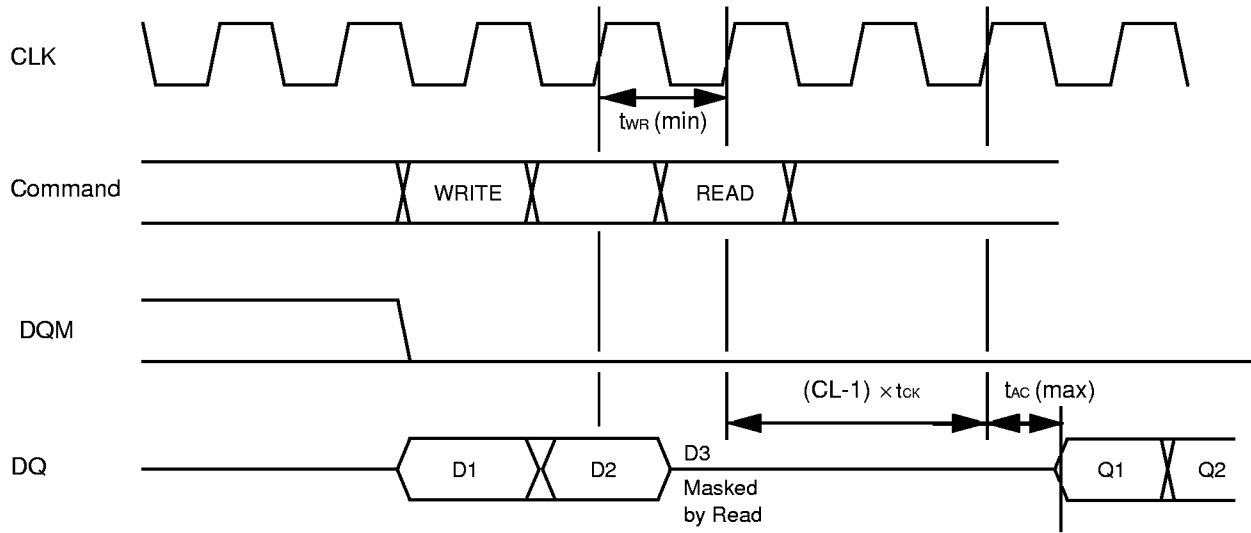 CLK
tWR (min)
Command
WRITE
READ
DQM
(CL-1) × tCK
tAC (max)
DQ
D1
D2
D3
Masked
by Read
Q1
Q2